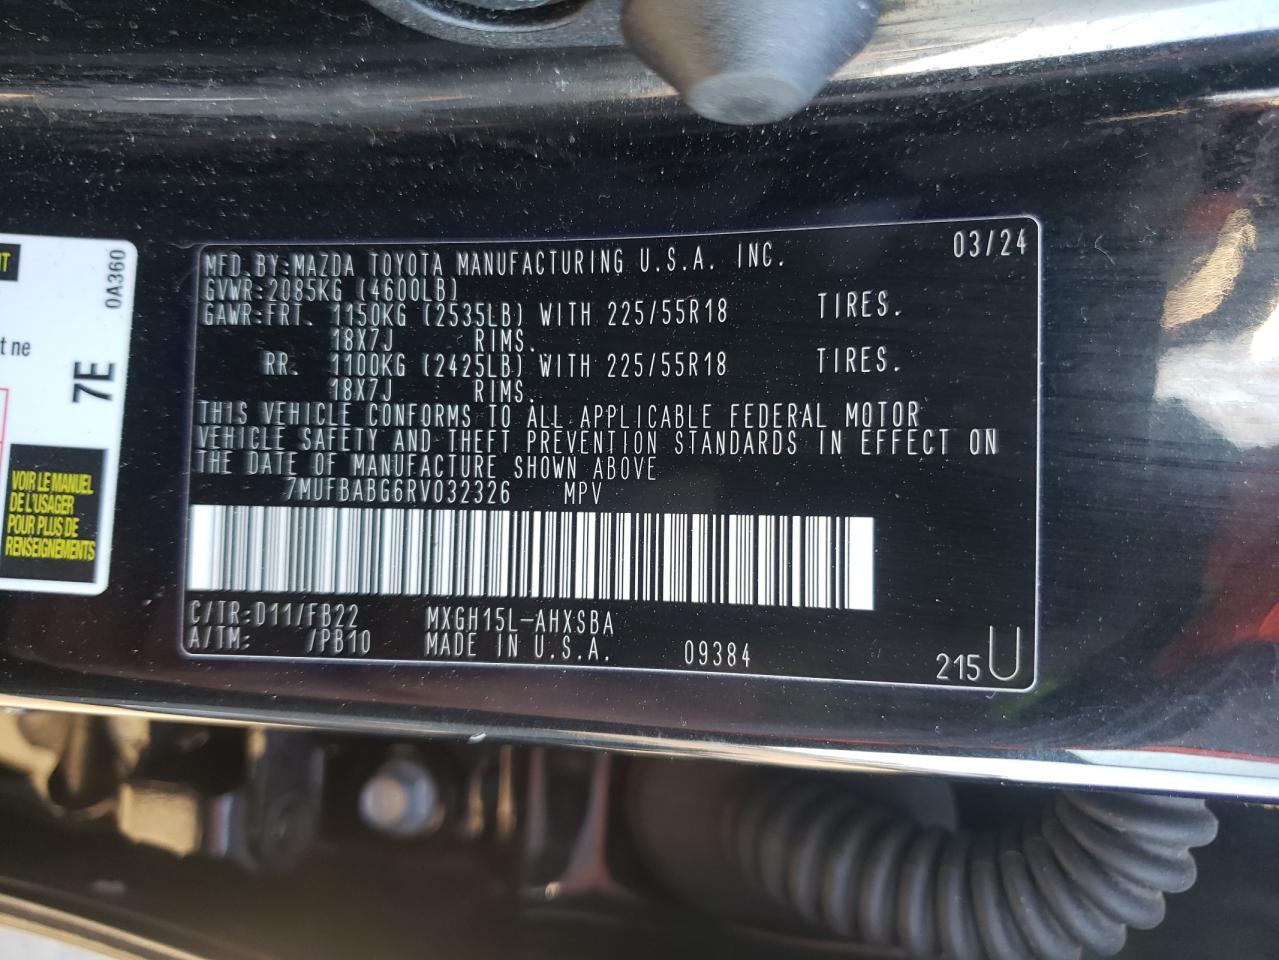 MFD.BY:MAZDA TOYOTA MANUFACTURING U.S.A. INC. 03/24
GVWR:2085KG (4600LB)
GAWR:FRT. 1150KG (2535LB) WITH 225/55R18 TIRES.
18X7J RIMS.
RR. 1100KG (2425LB) WITH 225/55R18 TIRES.
18X7J RIMS.
THIS VEHICLE CONFORMS TO ALL APPLICABLE FEDERAL MOTOR
VEHICLE SAFETY AND THEFT PREVENTION STANDARDS IN EFFECT ON
THE DATE OF MANUFACTURE SHOWN ABOVE
7MUFBABG6RV032326 MPV
C/TR:D11/FB22 MXGH15L-AHXSBA
A/TM: /PB10 MADE IN U.S.A. 09384 215U
0A360
7E
t ne
VOIR LE MANUEL
DE L'USAGER
POUR PLUS DE
RENSEIGNEMENTS